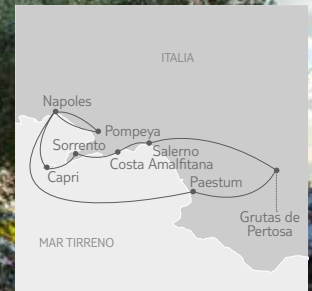 ITALIA
Napoles
Pompeya
Sorrento
Salerno
Costa Amalfitana
Capri
Paestum
Grutas de
Pertosa
MAR TIRRENO